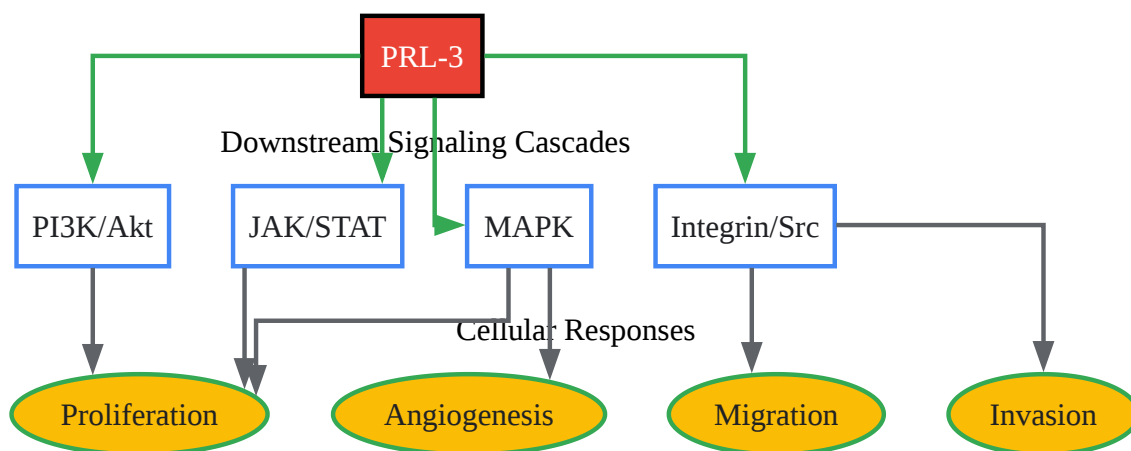 PRL-3
Downstream Signaling Cascades
PI3K/Akt
JAK/STAT
MAPK
Integrin/Src
Cellular Responses
Proliferation
Angiogenesis
Migration
Invasion